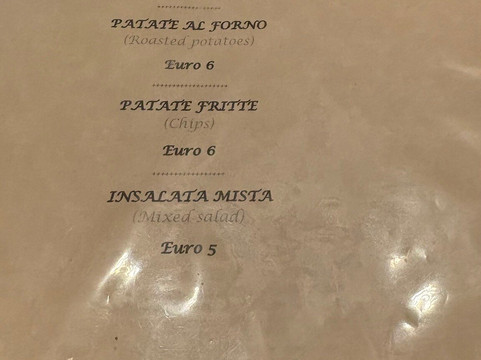 PATATE AL FORNO
(Roasted potatoes)
Euro 6
PATATE FRITTE
(Chips)
Euro 6
INSALATA MISTA
(Mixed salad)
Euro 5